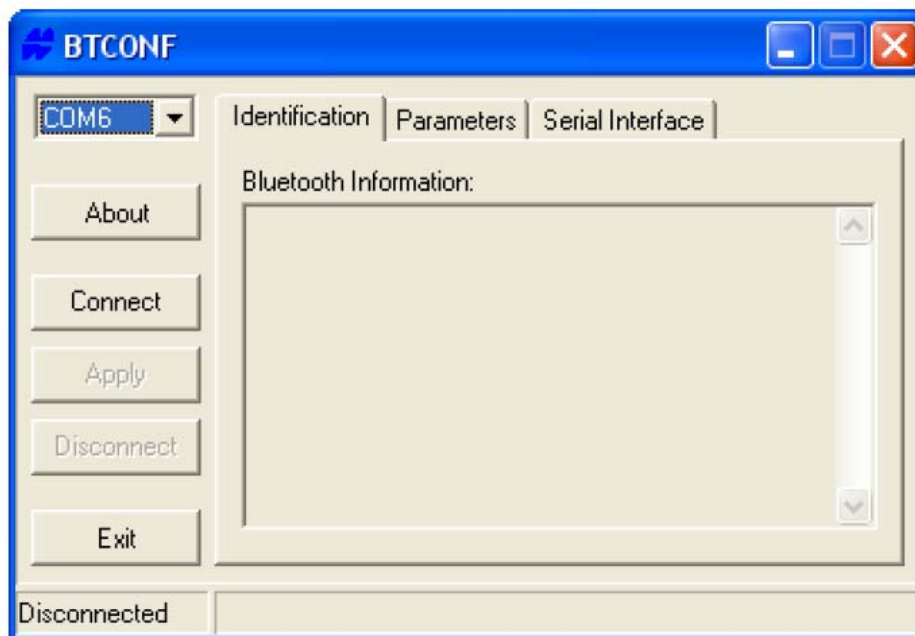 BTCONF
COM6
Identification
Parameters
Serial Interface
About
Connect
Apply
Disconnect
Exit
Bluetooth Information:
Disconnected